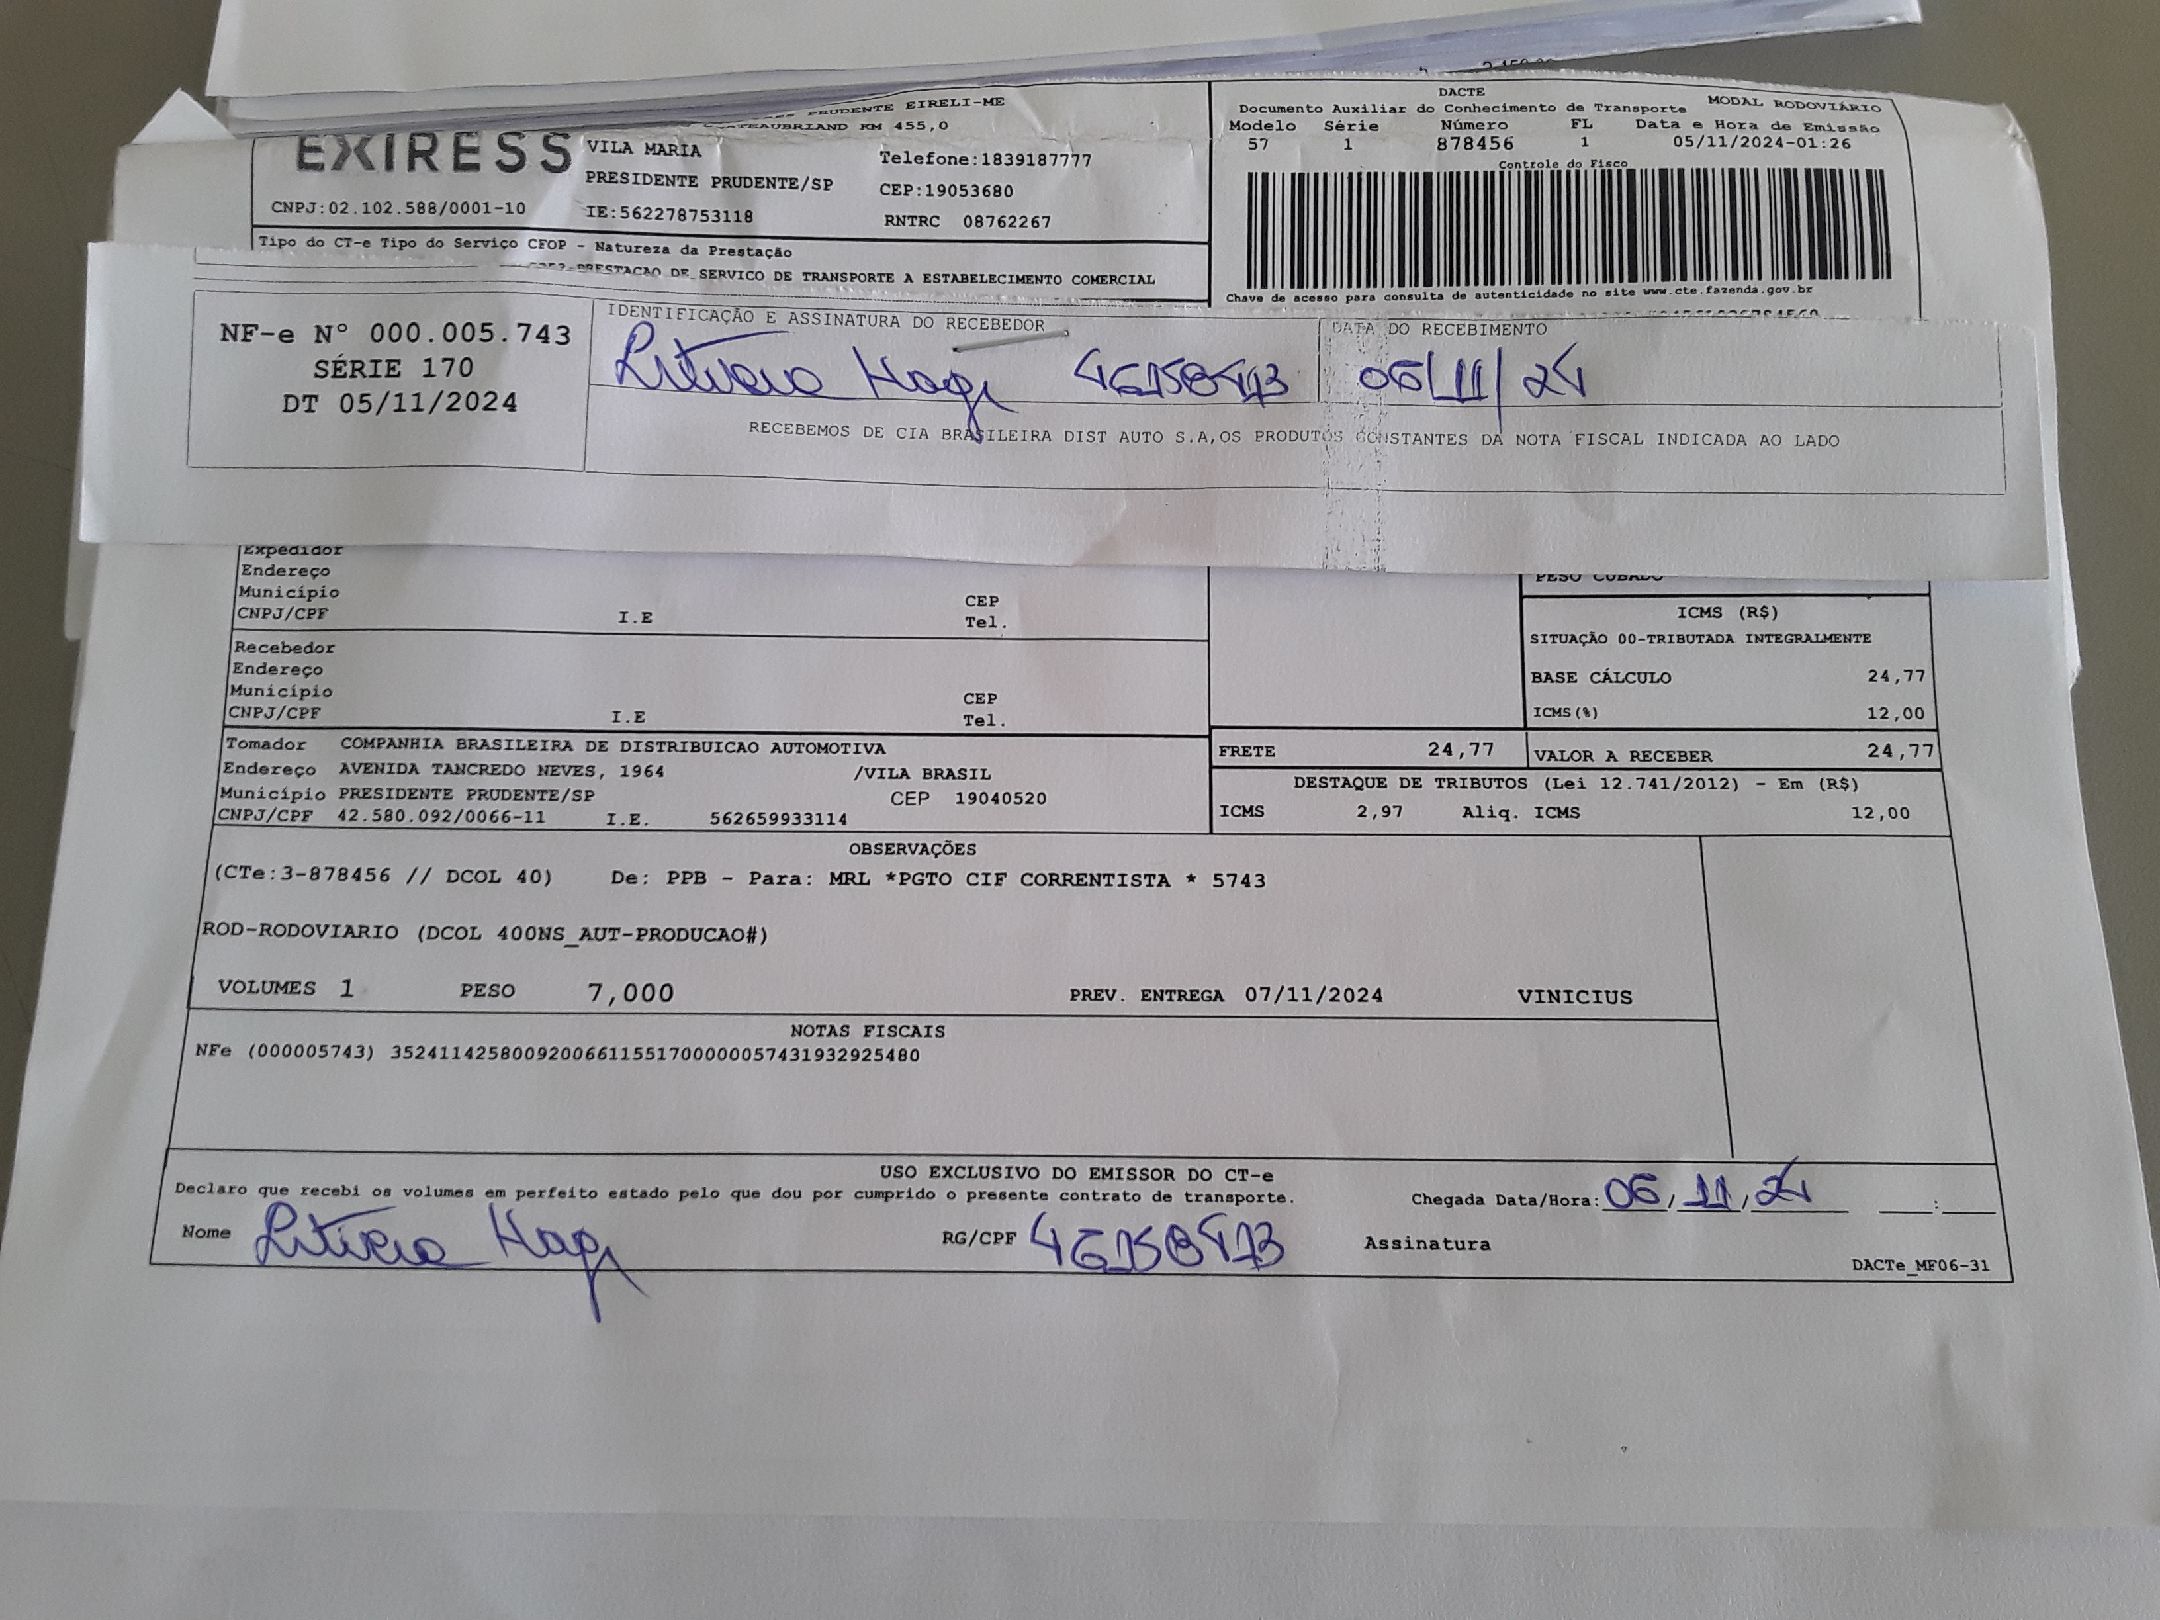 PRUDENTE EIRELI-ME
KM 455,0
EXIRESS
VILA MARIA
Telefone:1839187777
PRESIDENTE PRUDENTE/SP
CEP:19053680
CNPJ:02.102.588/0001-10
IE:562278753118
RNTRC 08762267
Tipo do CT-e Tipo do Serviço CFOP - Natureza da Prestação
PRESTACAO DE SERVICO DE TRANSPORTE A ESTABELECIMENTO COMERCIAL
DACTE
Documento Auxiliar do Conhecimento de Transporte MODAL RODOVIÁRIO
Modelo Série Número FL Data e Hora de Emissão
57 1 878456 1 05/11/2024-01:26
Controle do Fisco
Chave de acesso para consulta de autenticidade no site www.cte.fazenda.gov.br
NF-e N° 000.005.743
SÉRIE 170
DT 05/11/2024
IDENTIFICAÇÃO E ASSINATURA DO RECEBEDOR
DATA DO RECEBIMENTO
06/11/24
RECEBEMOS DE CIA BRASILEIRA DIST AUTO S.A,OS PRODUTOS CONSTANTES DA NOTA FISCAL INDICADA AO LADO
Expedidor
Endereço
Município CEP
CNPJ/CPF I.E Tel.
Recebedor
Endereço
Município CEP
CNPJ/CPF I.E Tel.
PESO CUBADO
ICMS (R$)
SITUAÇÃO 00-TRIBUTADA INTEGRALMENTE
BASE CÁLCULO 24,77
ICMS(%) 12,00
Tomador COMPANHIA BRASILEIRA DE DISTRIBUICAO AUTOMOTIVA
Endereço AVENIDA TANCREDO NEVES, 1964 /VILA BRASIL
Município PRESIDENTE PRUDENTE/SP CEP 19040520
CNPJ/CPF 42.580.092/0066-11 I.E. 562659933114
FRETE 24,77 VALOR A RECEBER 24,77
DESTAQUE DE TRIBUTOS (Lei 12.741/2012) - Em (R$)
ICMS 2,97 Aliq. ICMS 12,00
OBSERVAÇÕES
(CTe:3-878456 // DCOL 40) De: PPB - Para: MRL *PGTO CIF CORRENTISTA * 5743
ROD-RODOVIARIO (DCOL 400NS_AUT-PRODUCAO#)
VOLUMES 1 PESO 7,000 PREV. ENTREGA 07/11/2024 VINICIUS
NOTAS FISCAIS
NFe (000005743) 35241142580092006611551700000057431932925480
USO EXCLUSIVO DO EMISSOR DO CT-e
Declaro que recebi os volumes em perfeito estado pelo que dou por cumprido o presente contrato de transporte.
Chegada Data/Hora: 06/11/24 __:__
Nome RG/CPF Assinatura
DACTe_MF06-31